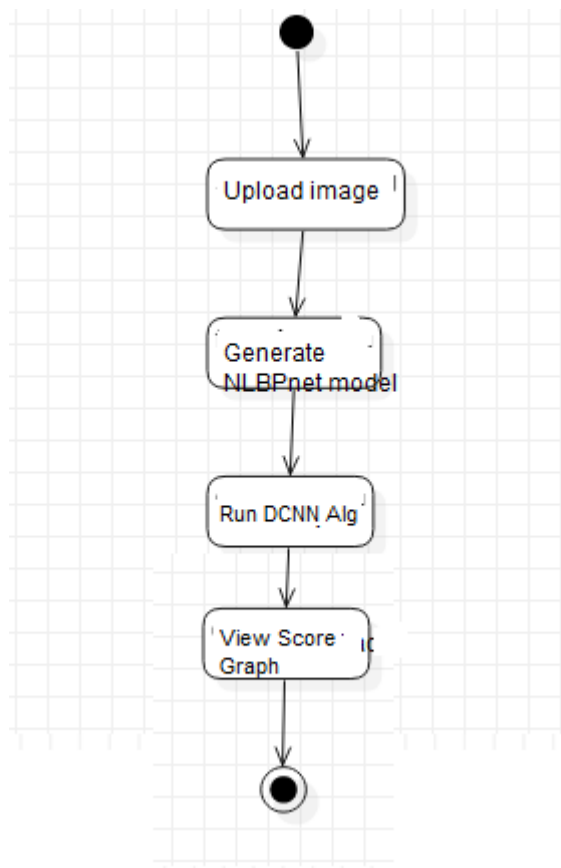 Upload image
Generate
NLBPnet model
Run DCNN Alg
View Score
Graph